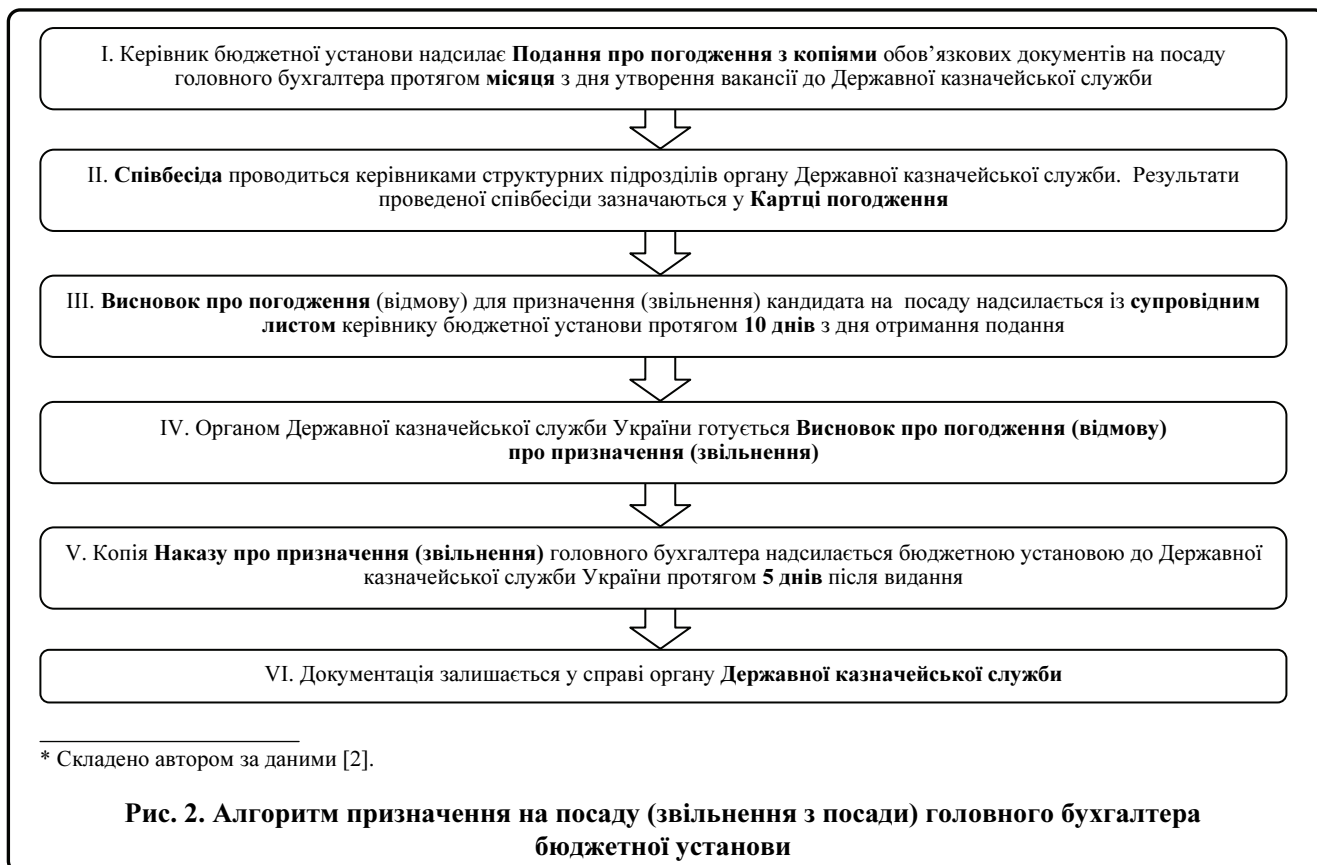 I. Керівник бюджетної установи надсилає Подання про погодження з копіями обов’язкових документів на посаду
головного бухгалтера протягом місяця з дня утворення вакансії до Державної казначейської служби
II. Співбесіда проводиться керівниками структурних підрозділів органу Державної казначейської служби. Результати
проведеної співбесіди зазначаються у Картці погодження
III. Висновок про погодження (відмову) для призначення (звільнення) кандидата на посаду надсилається із супровідним
листом керівнику бюджетної установи протягом 10 днів з дня отримання подання
IV. Органом Державної казначейської служби України готується Висновок про погодження (відмову)
про призначення (звільнення)
V. Копія Наказу про призначення (звільнення) головного бухгалтера надсилається бюджетною установою до Державної
казначейської служби України протягом 5 днів після видання
VI. Документація залишається у справі органу Державної казначейської служби
* Складено автором за даними [2].
Рис. 2. Алгоритм призначення на посаду (звільнення з посади) головного бухгалтера
бюджетної установи